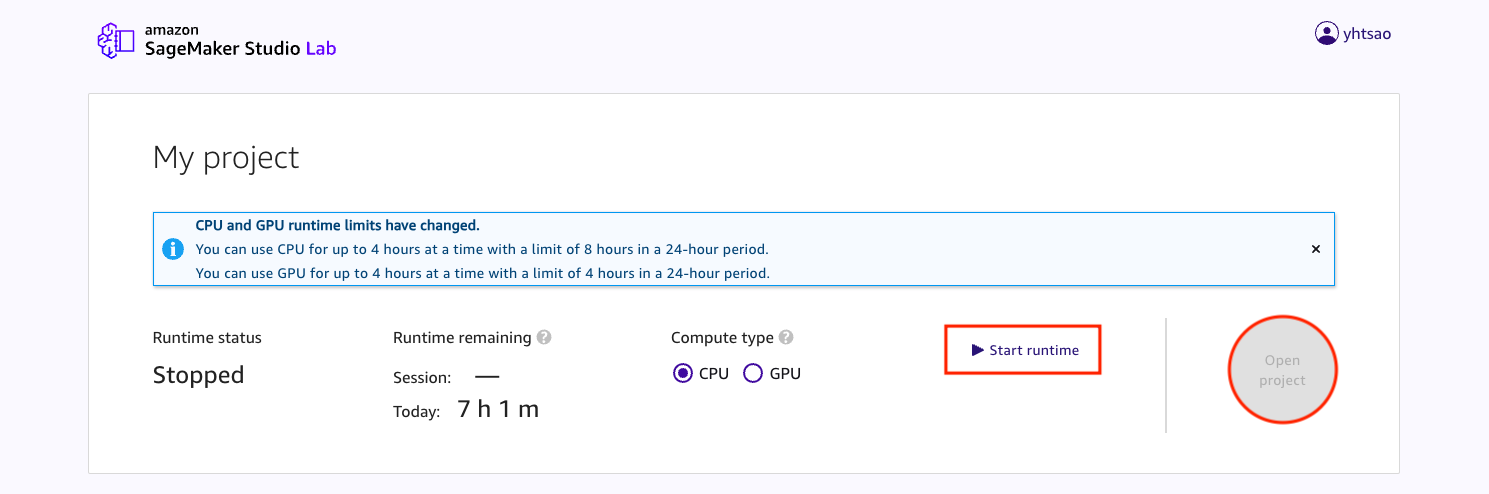 amazon
SageMaker Studio Lab
yhtsao
My project
CPU and GPU runtime limits have changed.
You can use CPU for up to 4 hours at a time with a limit of 8 hours in a 24-hour period.
You can use GPU for up to 4 hours at a time with a limit of 4 hours in a 24-hour period.
Runtime status
Stopped
Runtime remaining ?
Session: —
Today: 7 h 1 m
Compute type ?
CPU GPU
Start runtime
Open
project